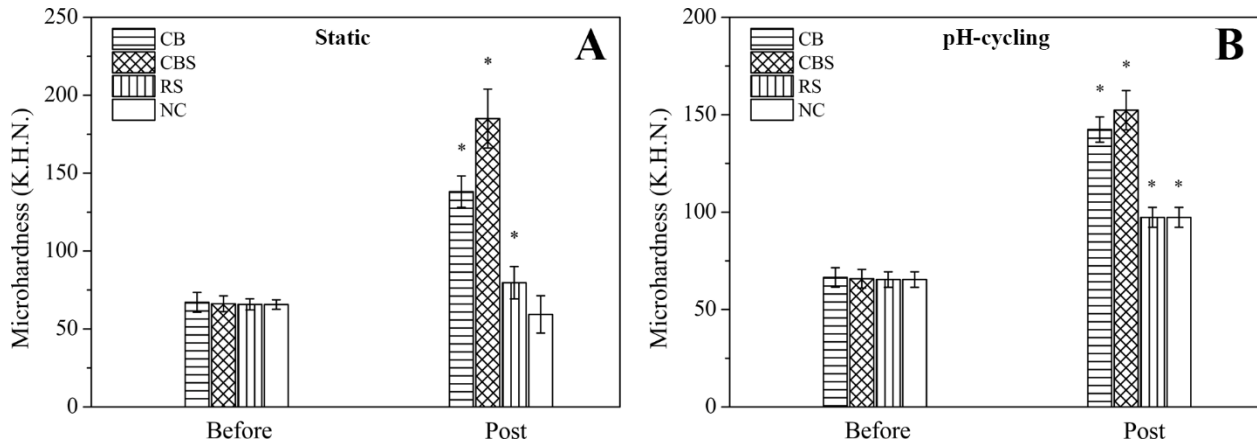 Static
A
CB
CBS
RS
NC
Microhardness (K.H.N.)
250
200
150
100
50
0
*
*
*
Before
Post
pH-cycling
B
CB
CBS
RS
NC
Microhardness (K.H.N.)
200
150
100
50
0
*
*
*
*
Before
Post